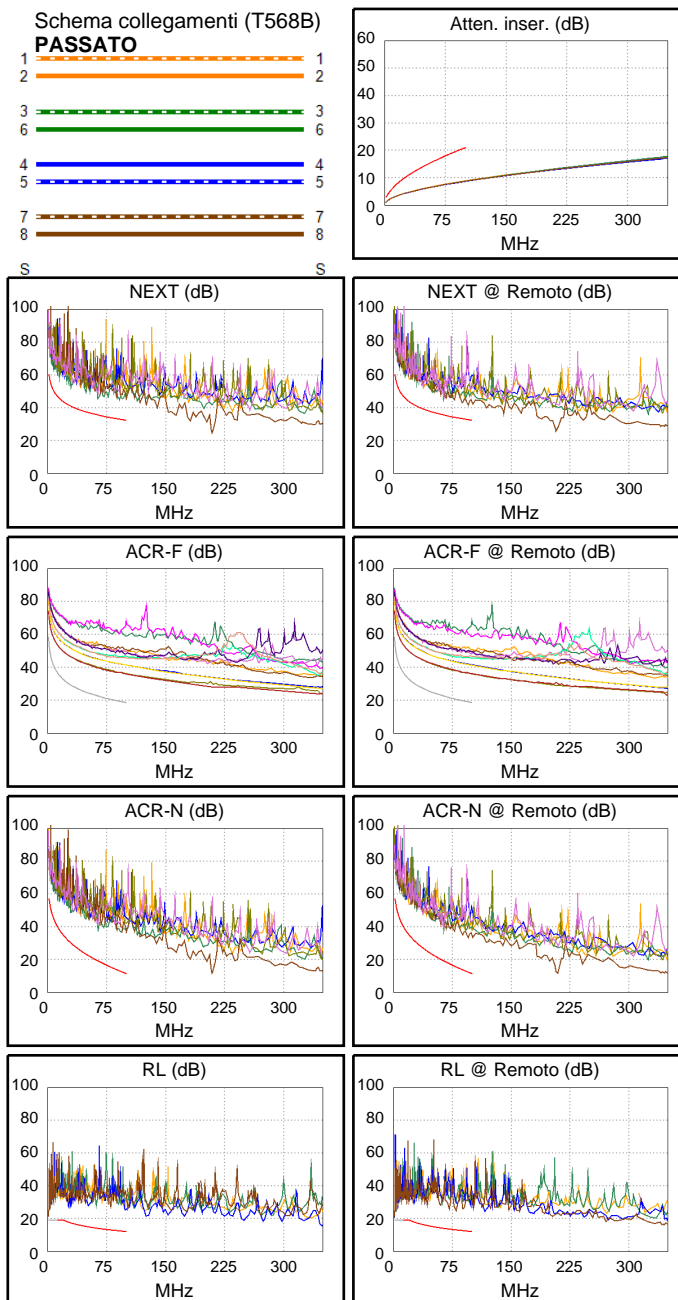 Schema collegamenti (T568B)
PASSATO
1 1
2 2
3 3
6 6
4 4
5 5
7 7
8 8
S S
Atten. inser. (dB)
60
50
40
30
20
10
0
0 75 150 225 300
MHz
NEXT (dB)
100
80
60
40
20
0
0 75 150 225 300
MHz
NEXT @ Remoto (dB)
100
80
60
40
20
0
0 75 150 225 300
MHz
ACR-F (dB)
100
80
60
40
20
0
0 75 150 225 300
MHz
ACR-F @ Remoto (dB)
100
80
60
40
20
0
0 75 150 225 300
MHz
ACR-N (dB)
100
80
60
40
20
0
0 75 150 225 300
MHz
ACR-N @ Remoto (dB)
100
80
60
40
20
0
0 75 150 225 300
MHz
RL (dB)
100
80
60
40
20
0
0 75 150 225 300
MHz
RL @ Remoto (dB)
100
80
60
40
20
0
0 75 150 225 300
MHz